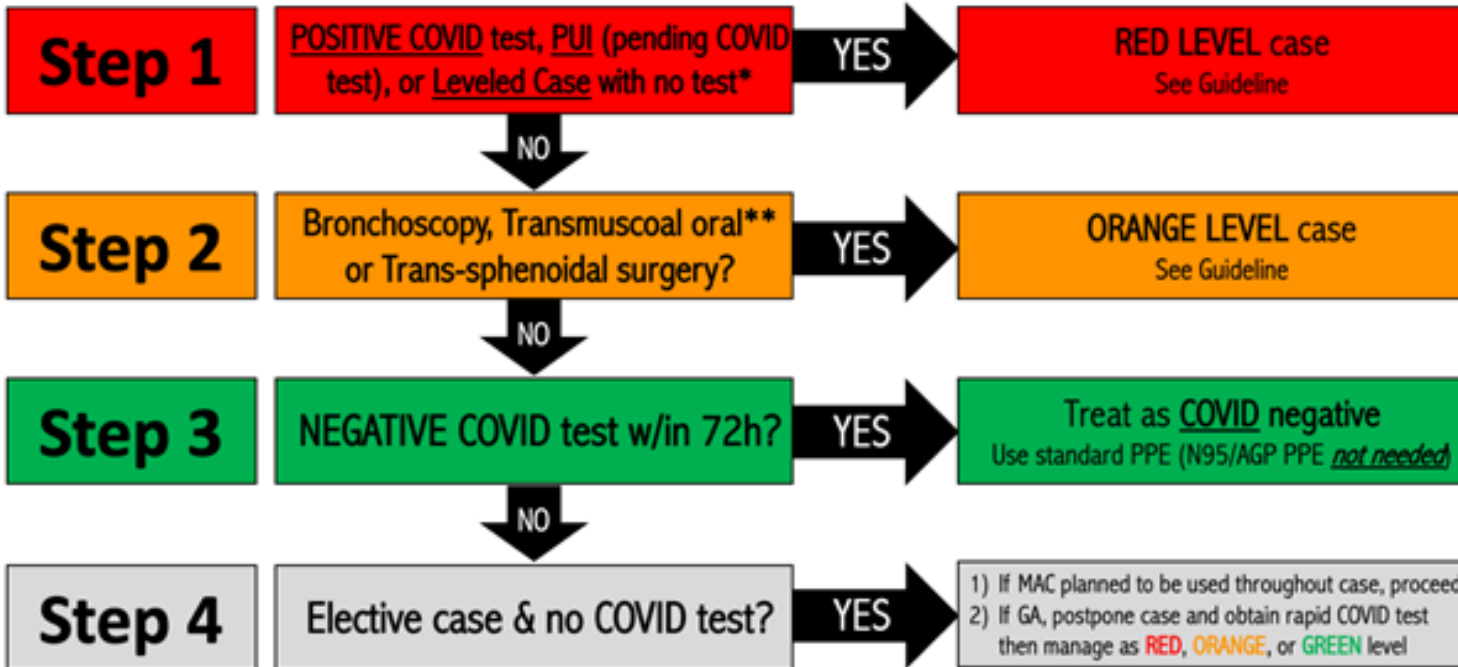 Step 1
POSITIVE COVID test, PUI (pending COVID
test), or Leveled Case with no test*
YES
RED LEVEL case
See Guideline
NO
Step 2
Bronchoscopy, Transmuscoal oral**
or Trans-sphenoidal surgery?
YES
ORANGE LEVEL case
See Guideline
NO
Step 3
NEGATIVE COVID test w/in 72h?
YES
Treat as COVID negative
Use standard PPE (N95/AGP PPE not needed)
NO
Step 4
Elective case & no COVID test?
YES
1) If MAC planned to be used throughout case, proceed
2) If GA, postpone case and obtain rapid COVID test
then manage as RED, ORANGE, or GREEN level